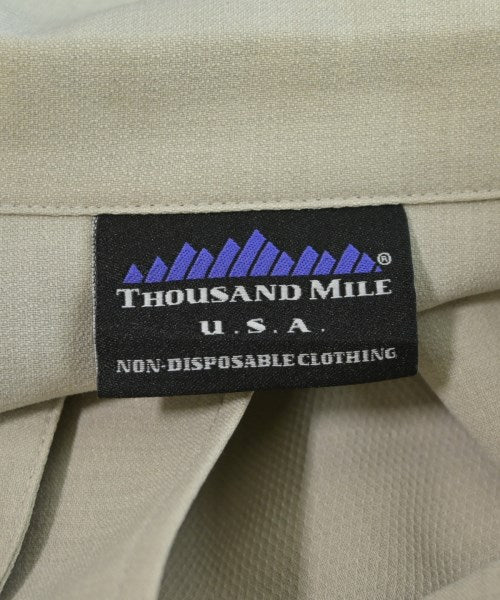 ®
THOUSAND MILE
U.S.A.
NON-DISPOSABLE CLOTHING